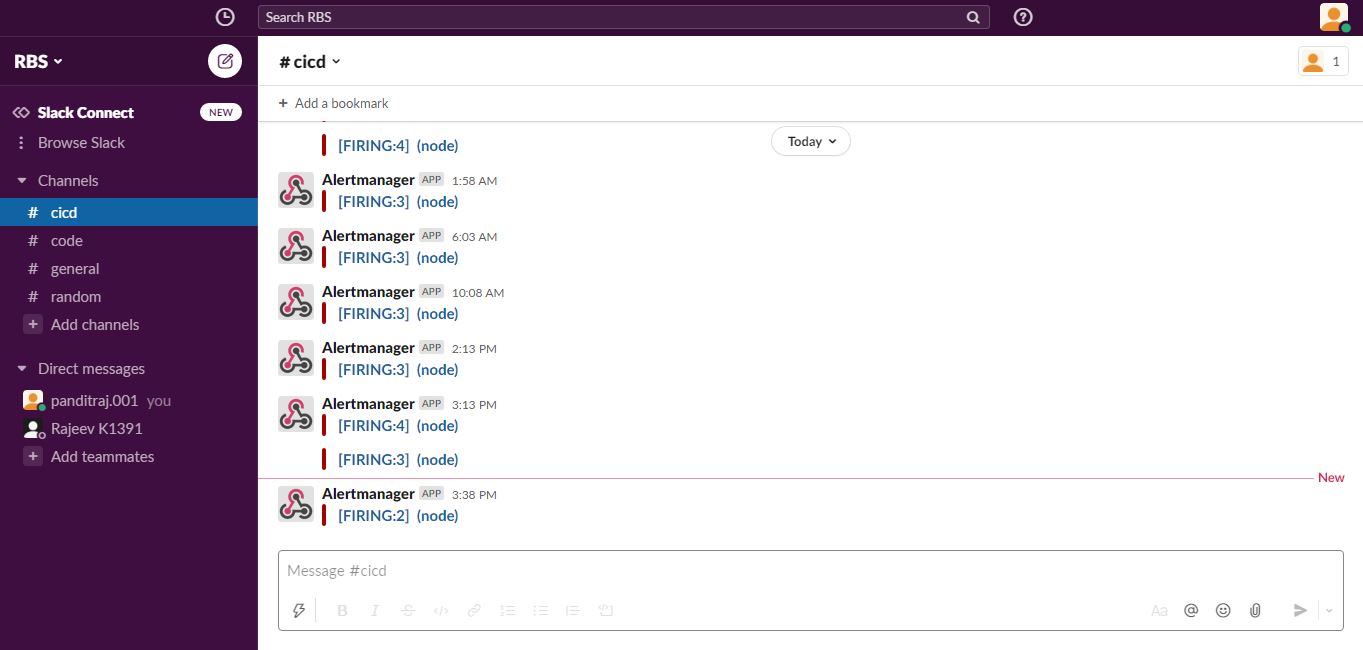 Search RBS
RBS
# cicd
1
Slack Connect NEW
Browse Slack
Channels
# cicd
# code
# general
# random
+ Add channels
Direct messages
panditraj.001 you
Rajeev K1391
+ Add teammates
+ Add a bookmark
Today
[FIRING:4] (node)
Alertmanager APP 1:58 AM
[FIRING:3] (node)
Alertmanager APP 6:03 AM
[FIRING:3] (node)
Alertmanager APP 10:08 AM
[FIRING:3] (node)
Alertmanager APP 2:13 PM
[FIRING:3] (node)
Alertmanager APP 3:13 PM
[FIRING:4] (node)
[FIRING:3] (node)
New
Alertmanager APP 3:38 PM
[FIRING:2] (node)
Message #cicd
B I S </> Aa @